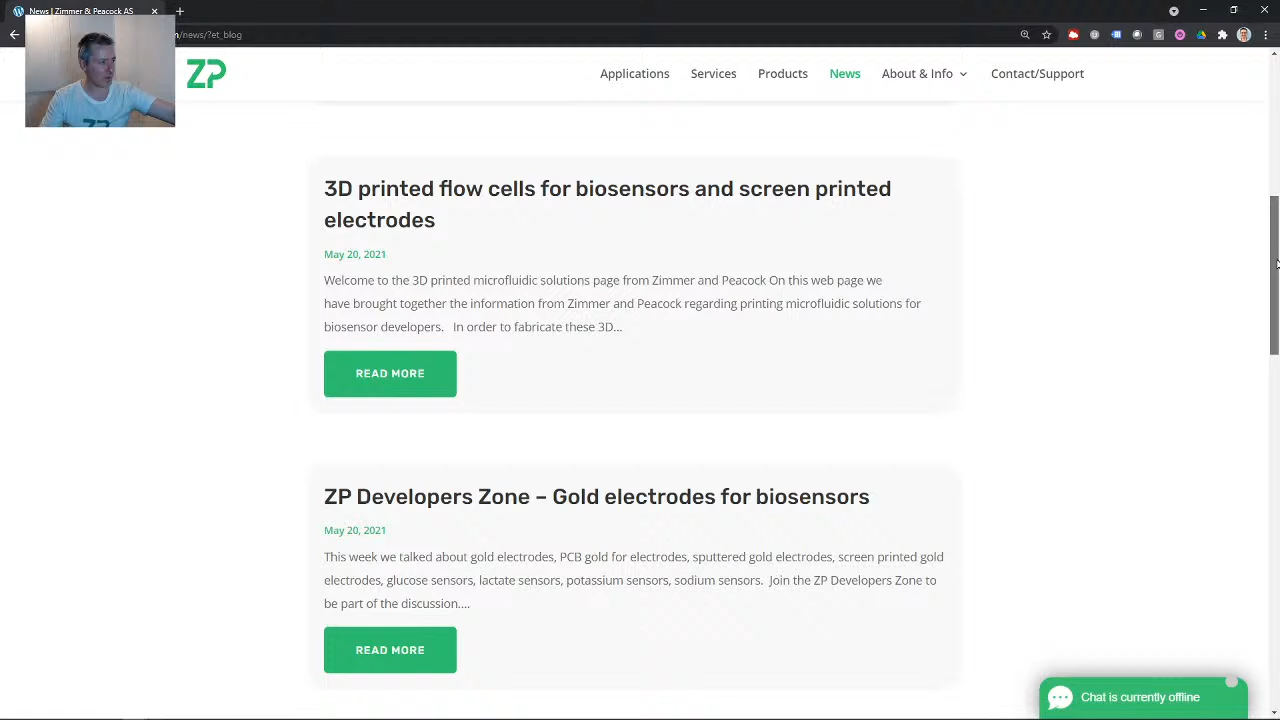 News | Zimmer & Peacock AS
/news/?et_blog
ZP
Applications
Services
Products
News
About & Info
Contact/Support
3D printed flow cells for biosensors and screen printed
electrodes
May 20, 2021
Welcome to the 3D printed microfluidic solutions page from Zimmer and Peacock On this web page we
have brought together the information from Zimmer and Peacock regarding printing microfluidic solutions for
biosensor developers. In order to fabricate these 3D...
READ MORE
ZP Developers Zone – Gold electrodes for biosensors
May 20, 2021
This week we talked about gold electrodes, PCB gold for electrodes, sputtered gold electrodes, screen printed gold
electrodes, glucose sensors, lactate sensors, potassium sensors, sodium sensors. Join the ZP Developers Zone to
be part of the discussion....
READ MORE
Chat is currently offline